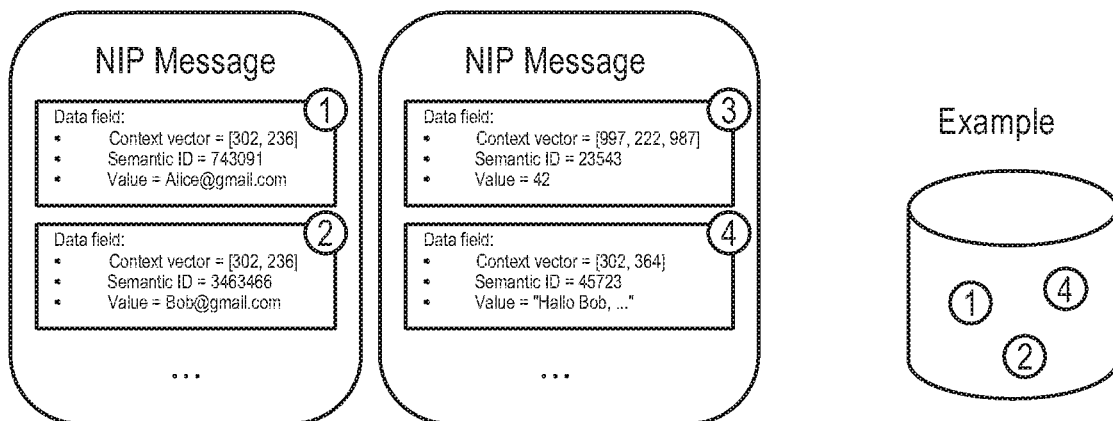 NIP Message
1
Data field:
• Context vector = [302, 236]
• Semantic ID = 743091
• Value = Alice@gmail.com
2
Data field:
• Context vector = [302, 236]
• Semantic ID = 3463466
• Value = Bob@gmail.com
...
NIP Message
3
Data field:
• Context vector = [997, 222, 987]
• Semantic ID = 23543
• Value = 42
4
Data field:
• Context vector = [302, 364]
• Semantic ID = 45723
• Value = "Hallo Bob, ..."
...
Example
1
4
2